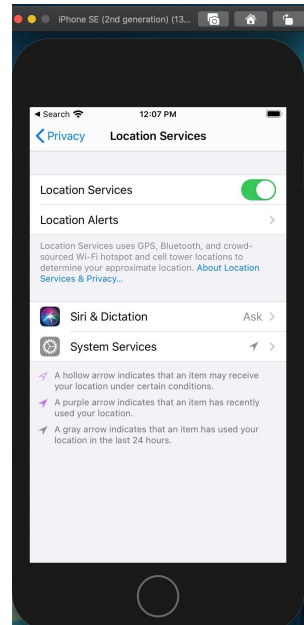 iPhone SE (2nd generation) (13...
Search
12:07 PM
Privacy Location Services
Location Services
Location Alerts
Location Services uses GPS, Bluetooth, and crowd-
sourced Wi-Fi hotspot and cell tower locations to
determine your approximate location. About Location
Services & Privacy...
Siri & Dictation Ask
System Services
A hollow arrow indicates that an item may receive
your location under certain conditions.
A purple arrow indicates that an item has recently
used your location.
A gray arrow indicates that an item has used your
location in the last 24 hours.